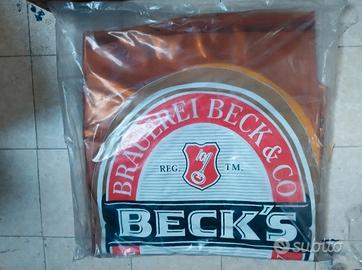 BRAUEREI BECK & CO
REG. TM.
BECK'S
subito